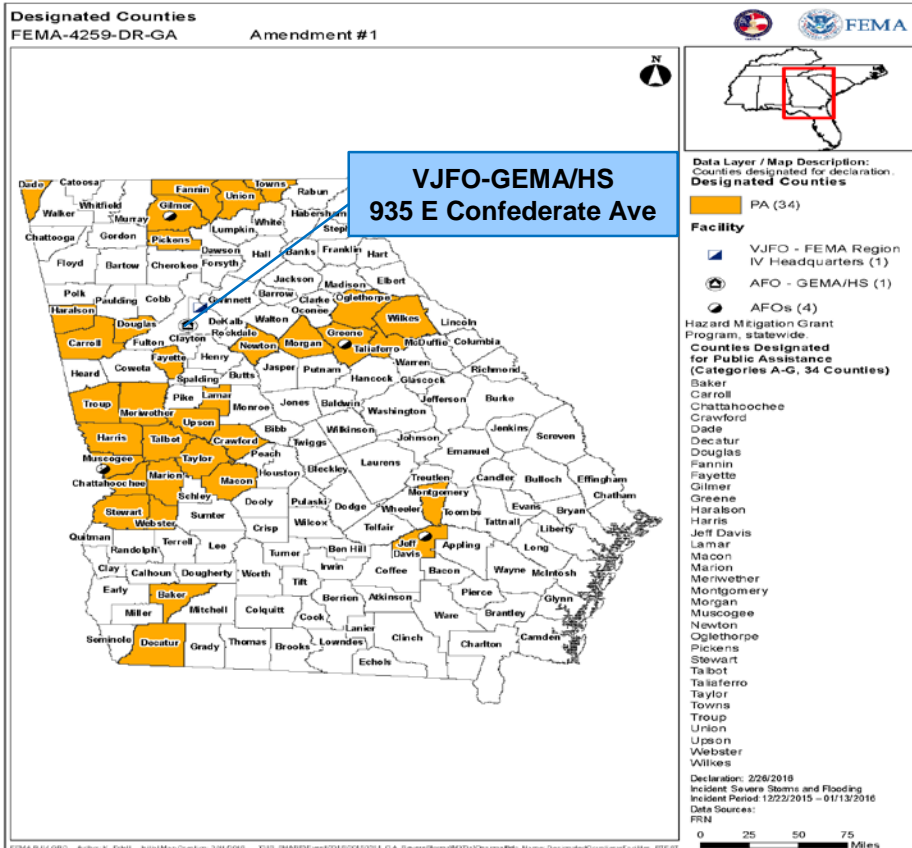 Designated Counties
FEMA-4259-DR-GA Amendment #1
FEMA
N
VJFO-GEMA/HS
935 E Confederate Ave
Dade
Catoosa
Whitfield
Walker
Murray
Fannin
Gilmer
Union
Towns
Rabun
Chattooga
Gordon
Pickens
Lumpkin
White
Habersham
Steph
Dawson
Floyd
Bartow
Cherokee
Forsyth
Hall
Banks
Franklin
Hart
Polk
Paulding
Cobb
Gwinnett
Jackson
Madison
Elbert
Barrow
Clarke
Oglethorpe
Oconee
Haralson
Douglas
DeKalb
Walton
Wilkes
Lincoln
Carroll
Fulton
Clayton
Rockdale
Newton
Morgan
Greene
Taliaferro
McDuffie
Columbia
Fayette
Henry
Heard
Coweta
Spalding
Butts
Jasper
Putnam
Hancock
Warren
Glascock
Richmond
Troup
Meriwether
Pike
Lamar
Monroe
Jones
Baldwin
Washington
Jefferson
Burke
Upson
Harris
Talbot
Crawford
Bibb
Twiggs
Wilkinson
Johnson
Jenkins
Screven
Muscogee
Taylor
Peach
Emanuel
Chattahoochee
Marion
Macon
Houston
Bleckley
Laurens
Treutlen
Candler
Bulloch
Effingham
Schley
Stewart
Webster
Sumter
Dooly
Pulaski
Dodge
Wheeler
Montgomery
Toombs
Evans
Bryan
Chatham
Quitman
Randolph
Terrell
Lee
Crisp
Wilcox
Telfair
Tattnall
Liberty
Clay
Calhoun
Dougherty
Worth
Turner
Ben Hill
Irwin
Jeff Davis
Appling
Long
Coffee
Bacon
Wayne
McIntosh
Early
Baker
Tift
Miller
Mitchell
Colquitt
Cook
Berrien
Atkinson
Pierce
Brantley
Glynn
Ware
Lanier
Seminole
Decatur
Grady
Thomas
Brooks
Lowndes
Clinch
Charlton
Camden
Echols
Data Layer / Map Description:
Counties designated for declaration.
Designated Counties
PA (34)
Facility
VJFO - FEMA Region
IV Headquarters (1)
AFO - GEMA/HS (1)
AFOs (4)
Hazard Mitigation Grant
Program, statewide.
Counties Designated
for Public Assistance
(Categories A-G, 34 Counties)
Baker
Carroll
Chattahoochee
Crawford
Dade
Decatur
Douglas
Fannin
Fayette
Gilmer
Greene
Haralson
Harris
Jeff Davis
Lamar
Macon
Marion
Meriwether
Montgomery
Morgan
Muscogee
Newton
Oglethorpe
Pickens
Stewart
Talbot
Taliaferro
Taylor
Towns
Troup
Union
Upson
Webster
Wilkes
Declaration: 2/26/2016
Incident: Severe Storms and Flooding
Incident Period: 12/22/2015 – 01/13/2016
Data Sources:
FRN
0 25 50 75
Miles